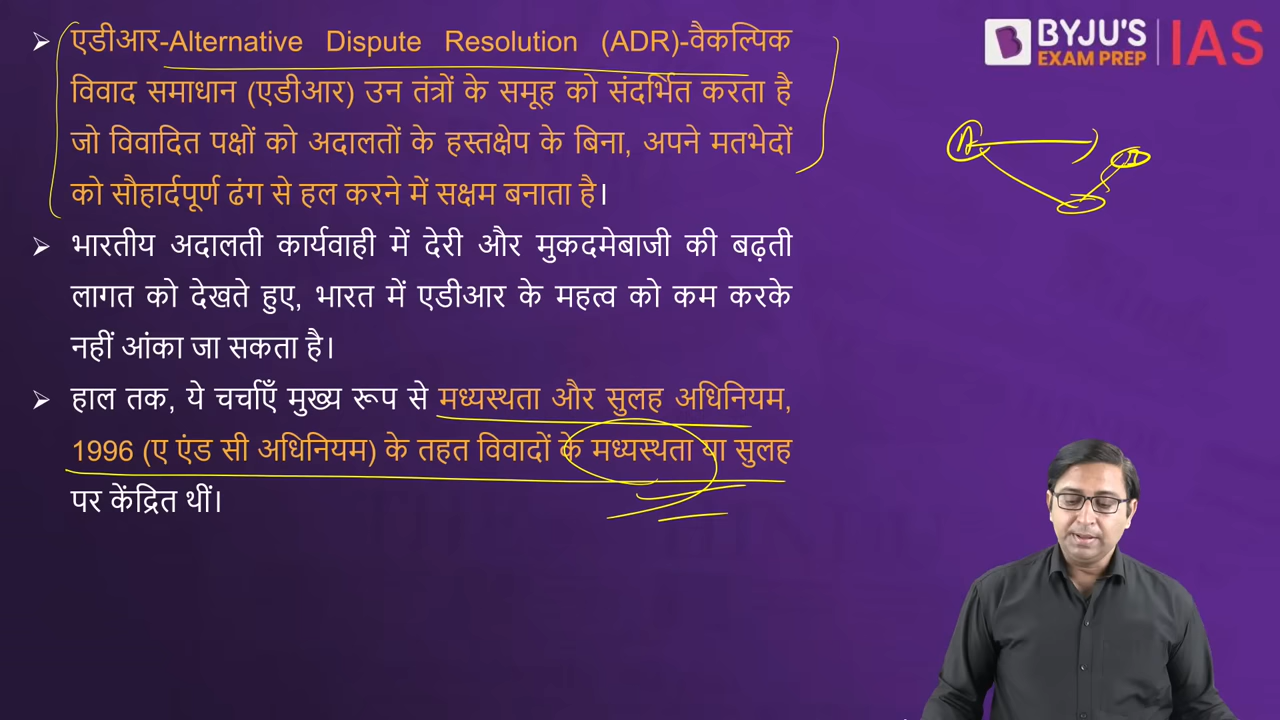 एडीआर-Alternative Dispute Resolution (ADR)-वैकल्पिक
विवाद समाधान (एडीआर) उन तंत्रों के समूह को संदर्भित करता है
जो विवादित पक्षों को अदालतों के हस्तक्षेप के बिना, अपने मतभेदों
को सौहार्दपूर्ण ढंग से हल करने में सक्षम बनाता है।
भारतीय अदालती कार्यवाही में देरी और मुकदमेबाजी की बढ़ती
लागत को देखते हुए, भारत में एडीआर के महत्व को कम करके
नहीं आंका जा सकता है।
हाल तक, ये चर्चाएँ मुख्य रूप से मध्यस्थता और सुलह अधिनियम,
1996 (ए एंड सी अधिनियम) के तहत विवादों के मध्यस्थता या सुलह
पर केंद्रित थीं।
BYJU'S
EXAM PREP
IAS